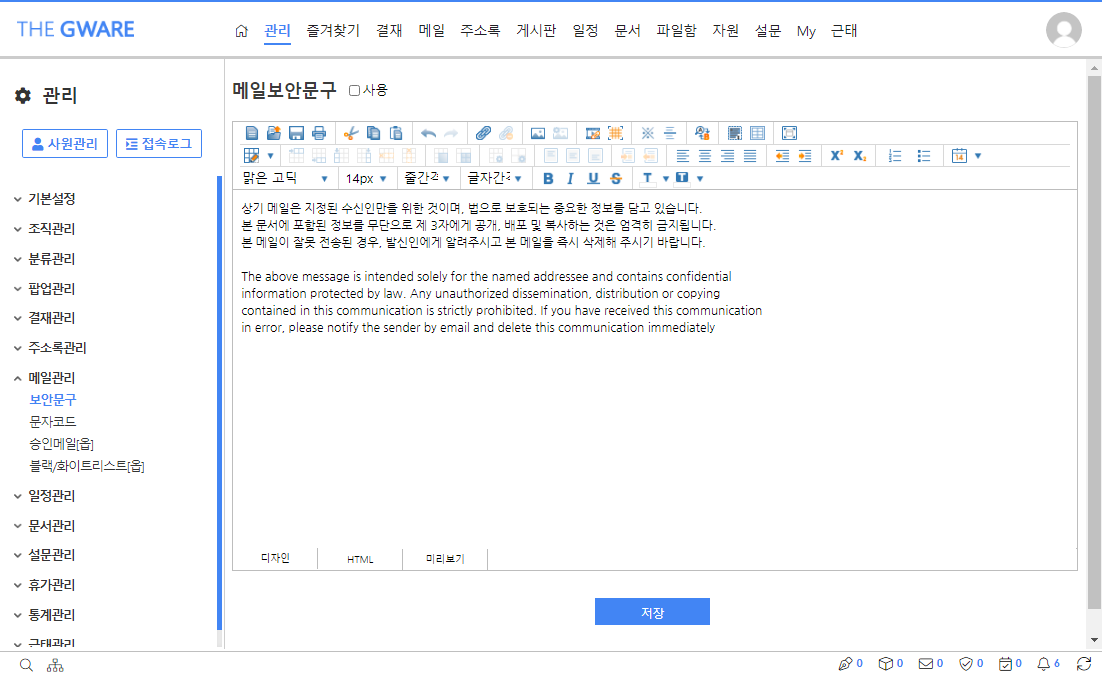 THE GWARE
관리 즐겨찾기 결재 메일 주소록 게시판 일정 문서 파일함 자원 설문 My 근태
관리
사원관리 접속로그
기본설정
조직관리
분류관리
팝업관리
결재관리
주소록관리
메일관리
보안문구
문자코드
승인메일[옵]
블랙/화이트리스트[옵]
일정관리
문서관리
설문관리
휴가관리
통계관리
근태관리
메일보안문구 사용
맑은 고딕 14px 줄간격 글자간격 B I U S T T
상기 메일은 지정된 수신인만을 위한 것이며, 법으로 보호되는 중요한 정보를 담고 있습니다.
본 문서에 포함된 정보를 무단으로 제 3자에게 공개, 배포 및 복사하는 것은 엄격히 금지됩니다.
본 메일이 잘못 전송된 경우, 발신인에게 알려주시고 본 메일을 즉시 삭제해 주시기 바랍니다.
The above message is intended solely for the named addressee and contains confidential
information protected by law. Any unauthorized dissemination, distribution or copying
contained in this communication is strictly prohibited. If you have received this communication
in error, please notify the sender by email and delete this communication immediately
디자인 HTML 미리보기
저장
0 0 0 0 0 6